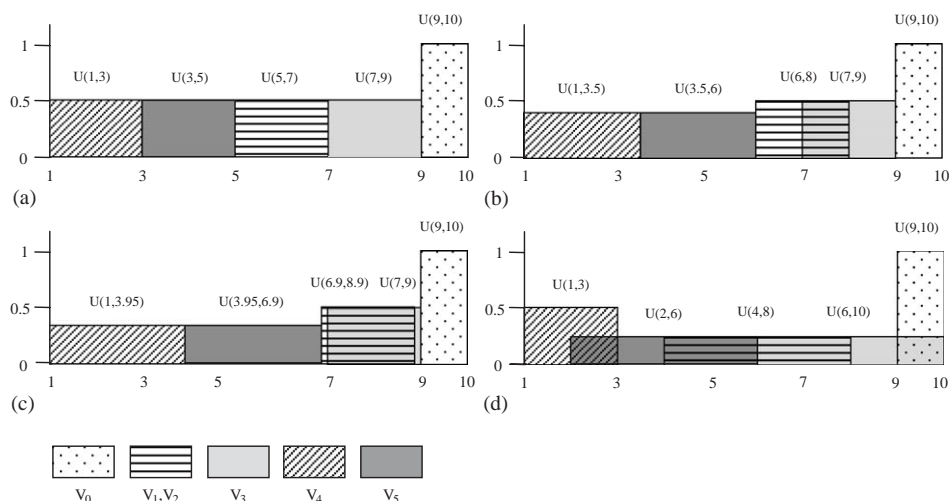 U(9,10)
1
U(1,3) U(3,5) U(5,7) U(7,9)
0.5
0
1 3 5 7 9 10
(a)
U(9,10)
1
U(1,3.5) U(3.5,6) U(6,8) U(7,9)
0.5
0
1 3 5 7 9 10
(b)
U(9,10)
1
U(6.9,8.9) U(7,9)
U(1,3.95) U(3.95,6.9)
0.5
0
1 3 5 7 9 10
(c)
U(9,10)
1
U(1,3)
U(2,6) U(4,8) U(6,10)
0.5
0
1 3 5 7 9 10
(d)
V0 V1,V2 V3 V4 V5